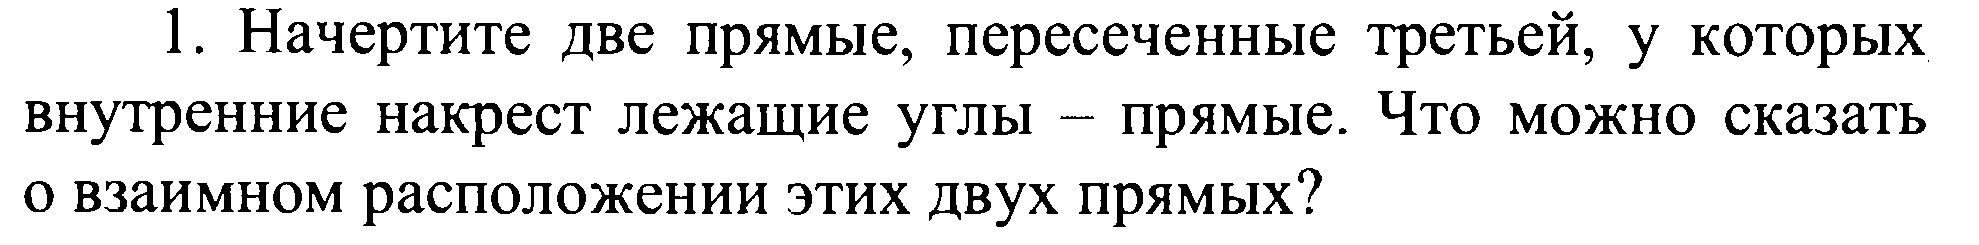 1. Начертите две прямые, пересеченные третьей, у которых
внутренние накрест лежащие углы – прямые. Что можно сказать
о взаимном расположении этих двух прямых?